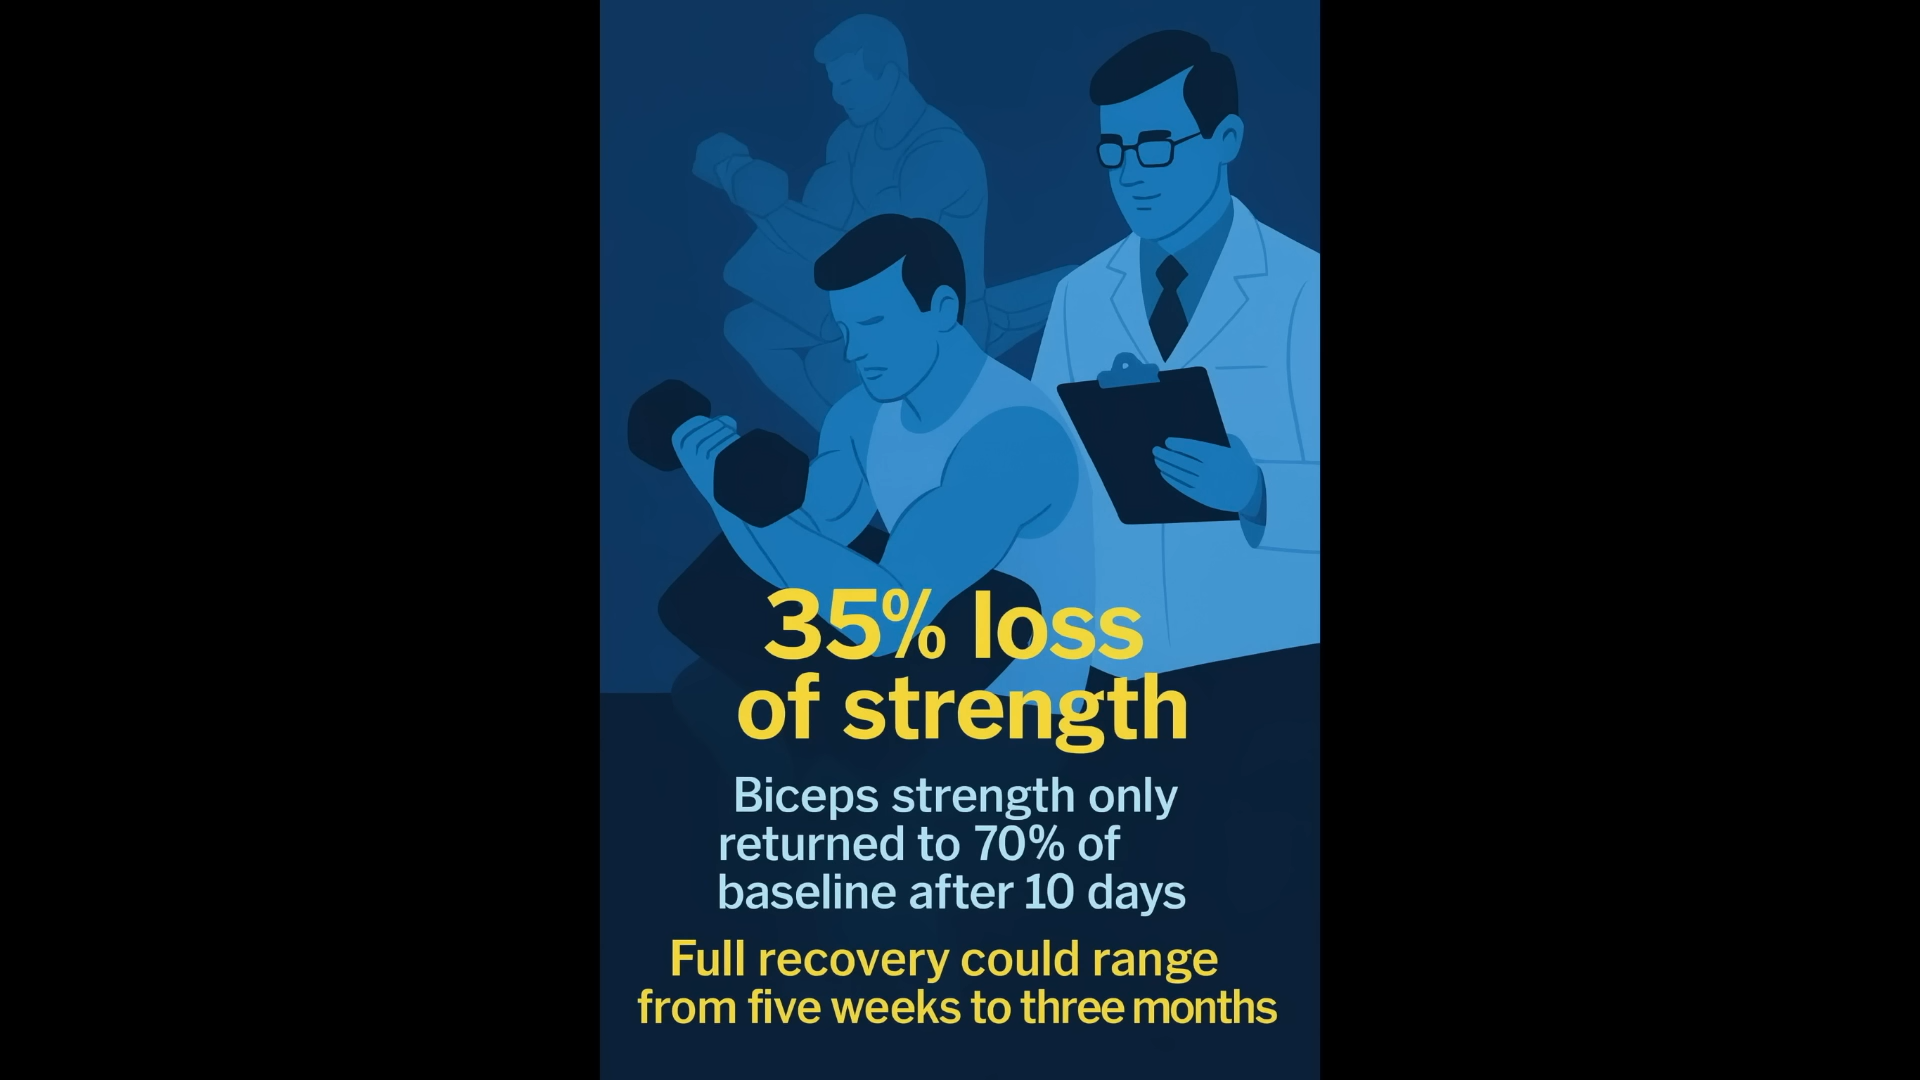 35% loss
of strength
Biceps strength only
returned to 70% of
baseline after 10 days
Full recovery could range
from five weeks to three months